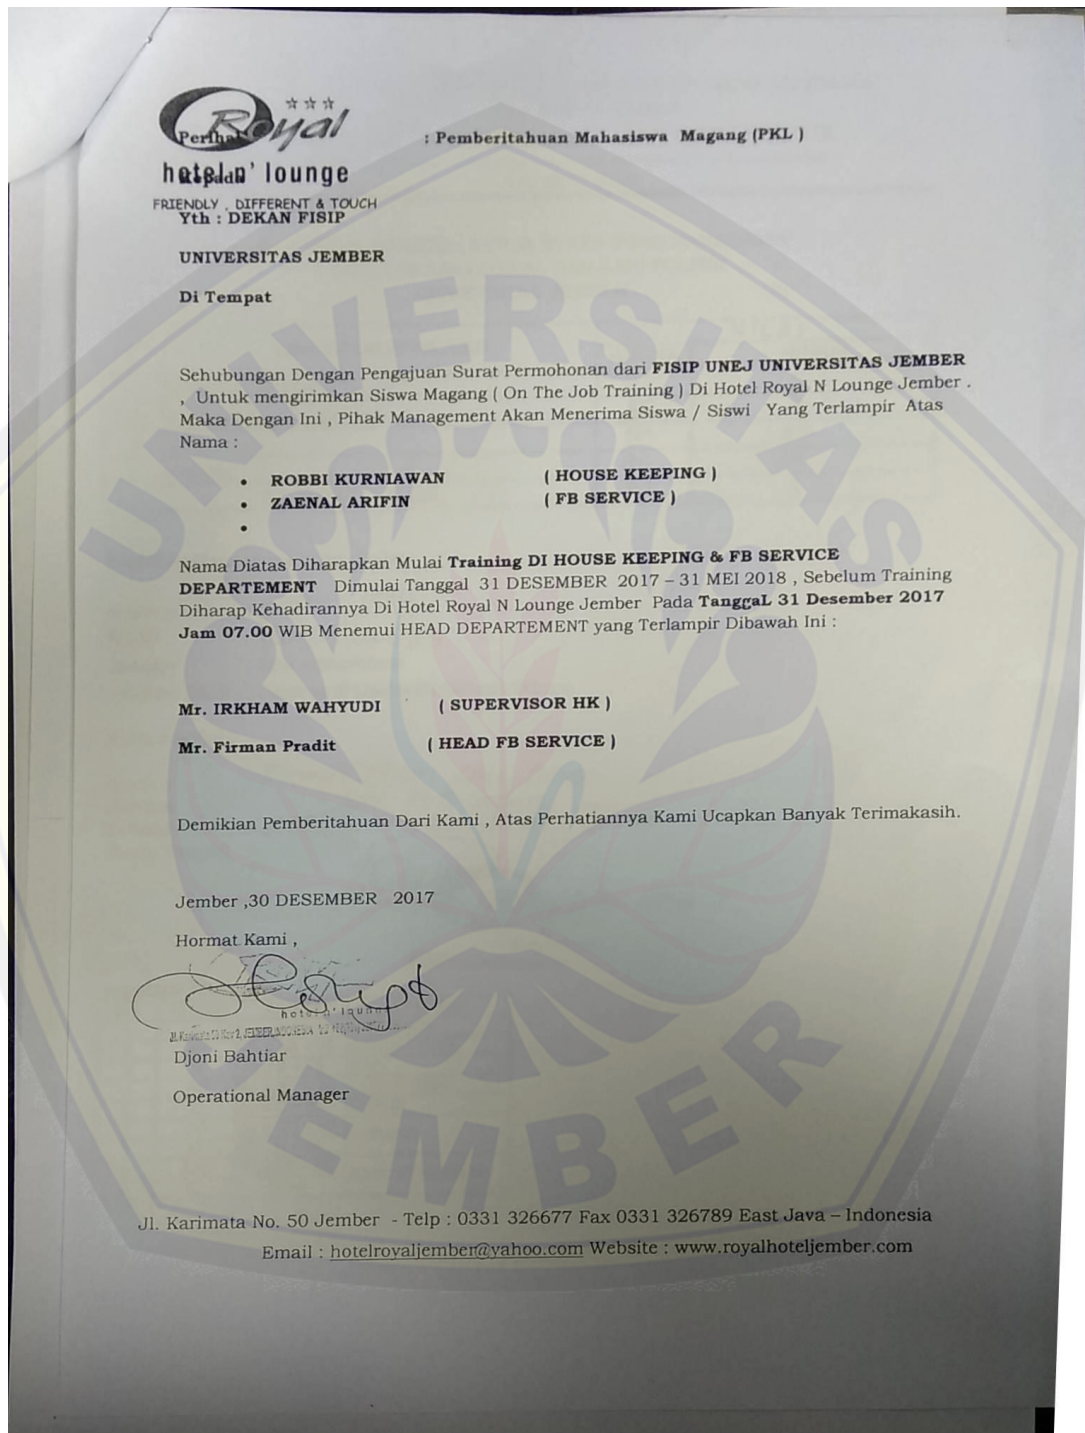 Royal
Perihal : Pemberitahuan Mahasiswa Magang (PKL )
hotel n' lounge
Kepada
FRIENDLY , DIFFERENT & TOUCH
Yth : DEKAN FISIP
UNIVERSITAS JEMBER
Di Tempat
Sehubungan Dengan Pengajuan Surat Permohonan dari FISIP UNEJ UNIVERSITAS JEMBER
, Untuk mengirimkan Siswa Magang ( On The Job Training ) Di Hotel Royal N Lounge Jember .
Maka Dengan Ini , Pihak Management Akan Menerima Siswa / Siswi Yang Terlampir Atas
Nama :
• ROBBI KURNIAWAN ( HOUSE KEEPING )
• ZAENAL ARIFIN ( FB SERVICE )
•
Nama Diatas Diharapkan Mulai Training DI HOUSE KEEPING & FB SERVICE
DEPARTEMENT Dimulai Tanggal 31 DESEMBER 2017 – 31 MEI 2018 , Sebelum Training
Diharap Kehadirannya Di Hotel Royal N Lounge Jember Pada TanggaL 31 Desember 2017
Jam 07.00 WIB Menemui HEAD DEPARTEMENT yang Terlampir Dibawah Ini :
Mr. IRKHAM WAHYUDI ( SUPERVISOR HK )
Mr. Firman Pradit ( HEAD FB SERVICE )
Demikian Pemberitahuan Dari Kami , Atas Perhatiannya Kami Ucapkan Banyak Terimakasih.
Jember ,30 DESEMBER 2017
Hormat Kami ,
hotel n' loun
Djoni Bahtiar
Operational Manager
Jl. Karimata No. 50 Jember - Telp : 0331 326677 Fax 0331 326789 East Java – Indonesia
Email : hotelroyaljember@yahoo.com Website : www.royalhoteljember.com
UNIVERSITAS
JEMBER